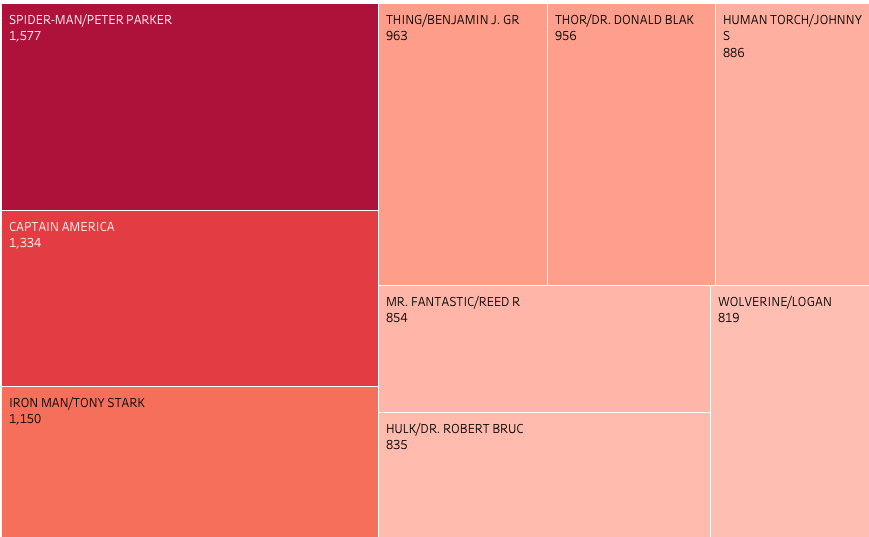 SPIDER-MAN/PETER PARKER
1,577
CAPTAIN AMERICA
1,334
IRON MAN/TONY STARK
1,150
THING/BENJAMIN J. GR
963
THOR/DR. DONALD BLAK
956
HUMAN TORCH/JOHNNY
S
886
MR. FANTASTIC/REED R
854
HULK/DR. ROBERT BRUC
835
WOLVERINE/LOGAN
819